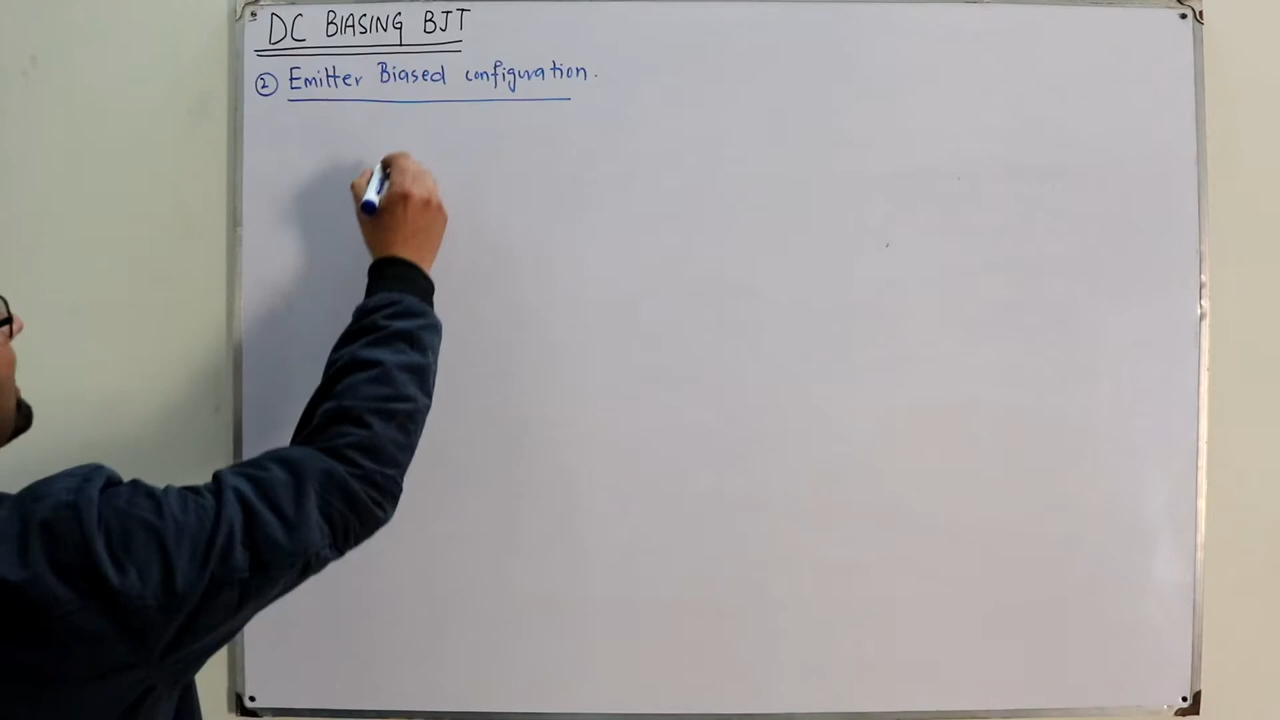 DC BIASING BJT
② Emitter Biased configuration.